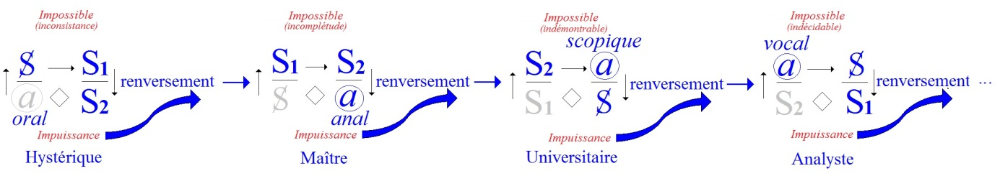 Impossible
(inconsistance)
$ → S1
a ◇ S2
oral
renversement
Impuissance
Hystérique
Impossible
(incomplétude)
S1 → S2
$ ◇ a
anal
renversement
Impuissance
Maître
Impossible
(indémontrable)
scopique
S2 → a
S1 ◇ $
renversement
Impuissance
Universitaire
Impossible
(indécidable)
vocal
a → $
S2 ◇ S1
renversement ...
Impuissance
Analyste